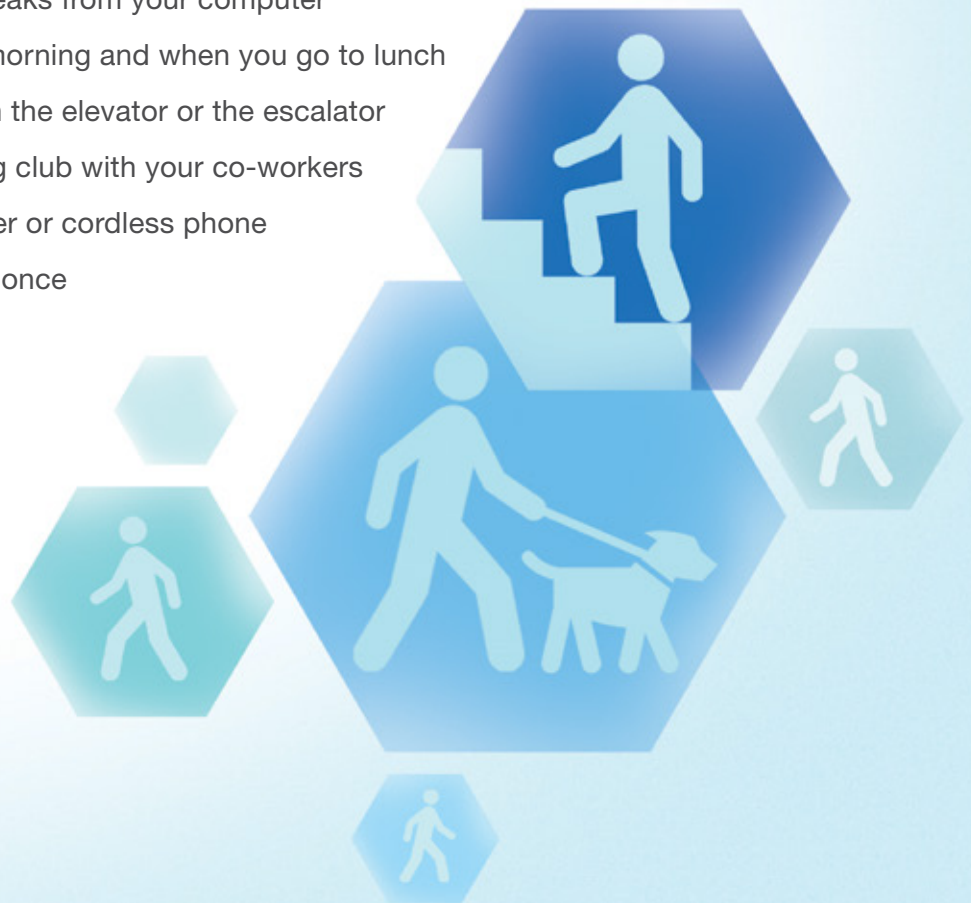 eaks from your computer
morning and when you go to lunch
n the elevator or the escalator
g club with your co-workers
er or cordless phone
once